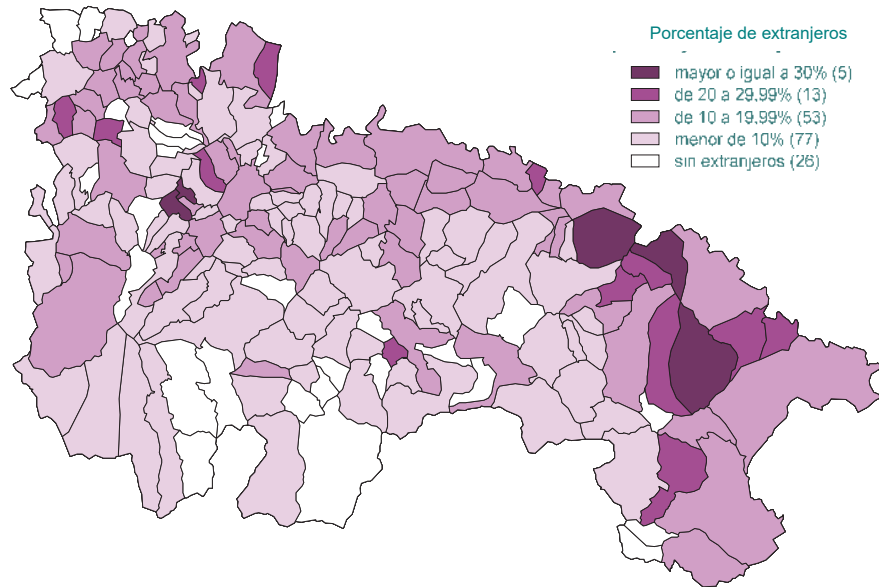 Porcentaje de extranjeros
mayor o igual a 30% (5)
de 20 a 29.99% (13)
de 10 a 19.99% (53)
menor de 10% (77)
sin extranjeros (26)